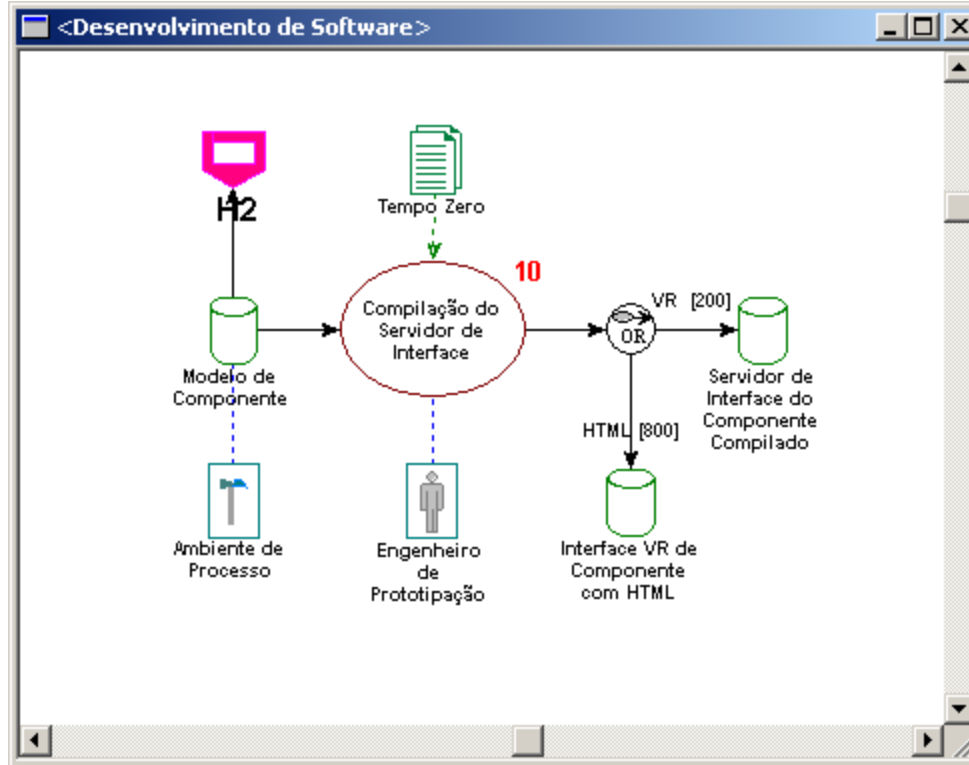 <Desenvolvimento de Software>
H2
Tempo Zero
10
Compilação do
Servidor de
Interface
VR [200]
OR
Modelo de
Componente
Servidor de
Interface do
Componente
Compilado
HTML [800]
Ambiente de
Processo
Engenheiro
de
Prototipação
Interface VR de
Componente
com HTML